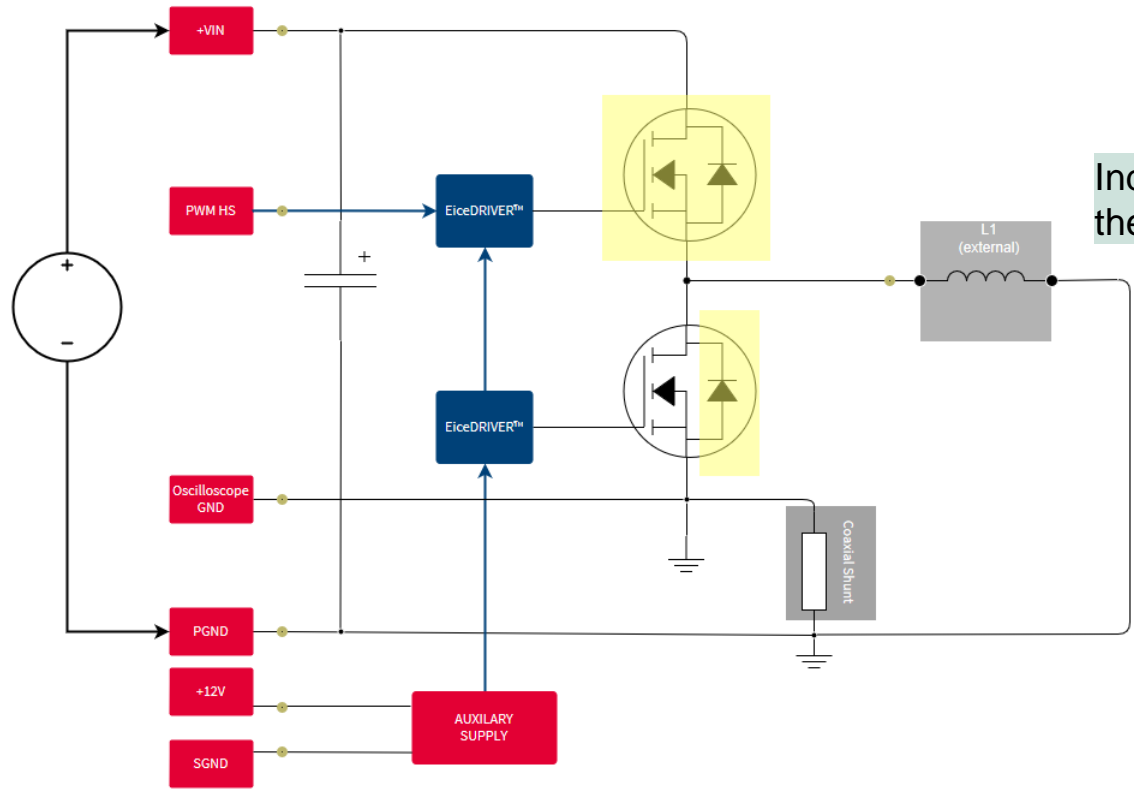 +VIN
PWM HS
EiceDRIVER™
L1
(external)
+
+
−
EiceDRIVER™
Oscilloscope
GND
Coaxial Shunt
PGND
+12V
AUXILARY
SUPPLY
SGND